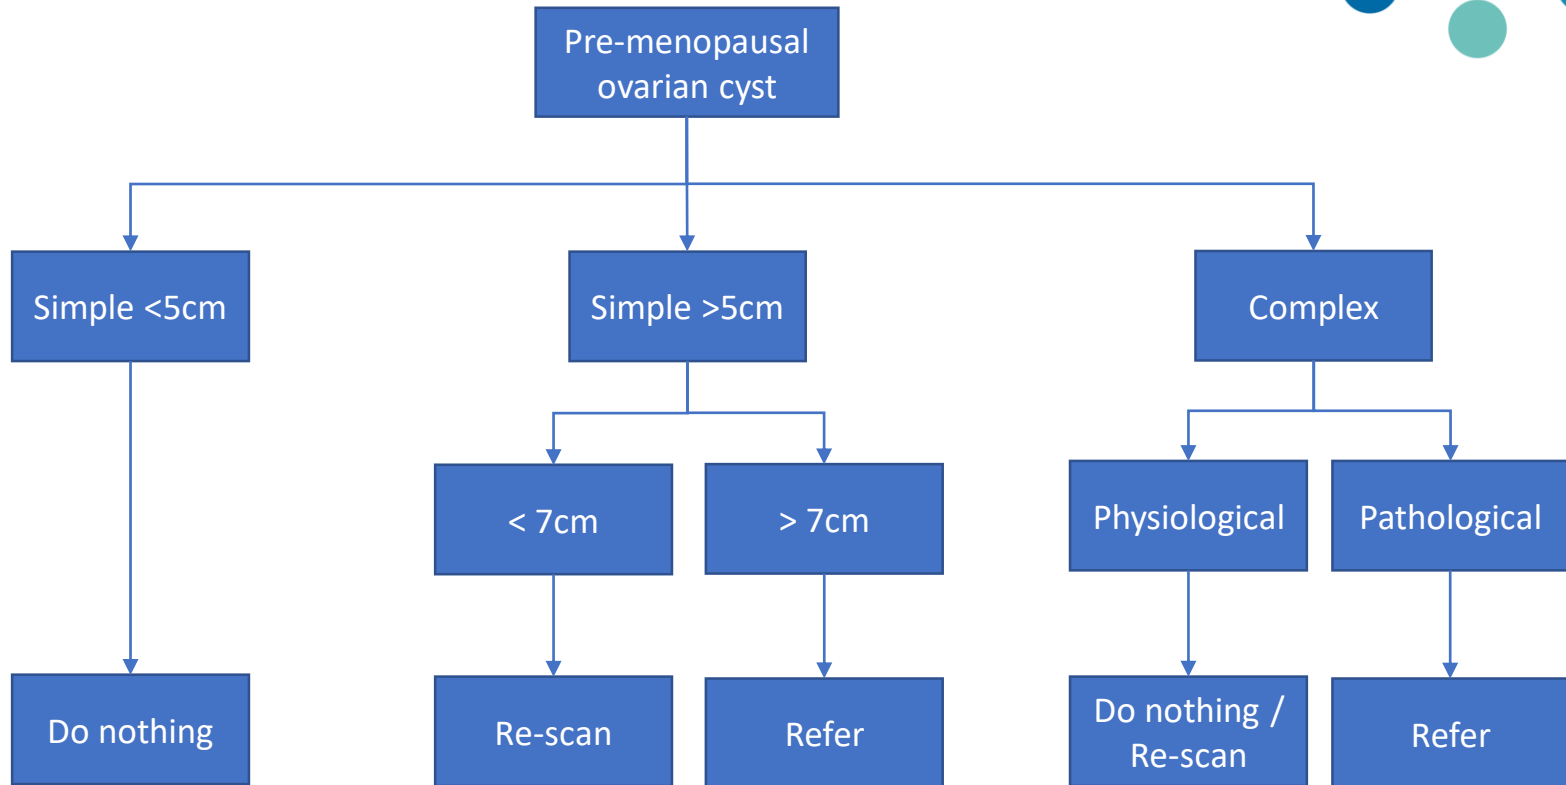 Pre-menopausal
ovarian cyst
Simple <5cm
Simple >5cm
Complex
< 7cm
> 7cm
Physiological
Pathological
Do nothing
Re-scan
Refer
Do nothing /
Re-scan
Refer